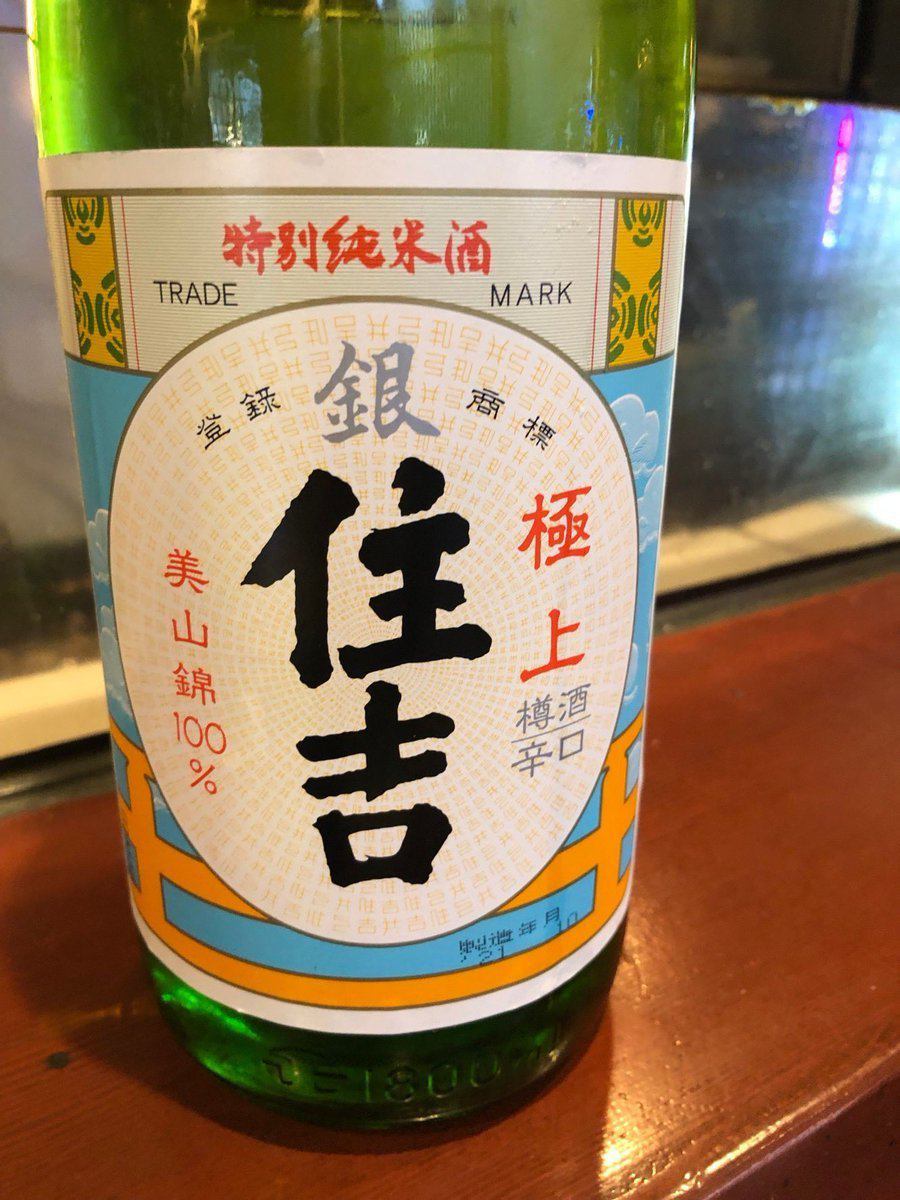 特別純米酒
TRADE MARK
登録 商標
銀
住吉
極上
樽酒
辛口
美山錦100%
製造年月
21 10
1800ml